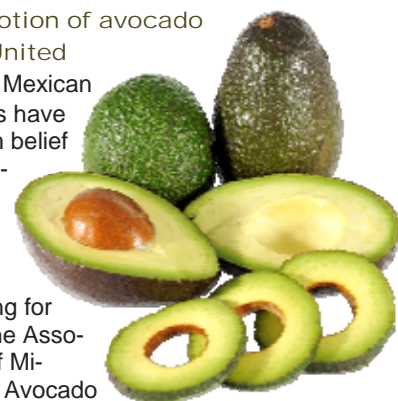 otion of avocado
United
Mexican
s have
belief
-
ng for
he Asso-
f Mi-
Avocado